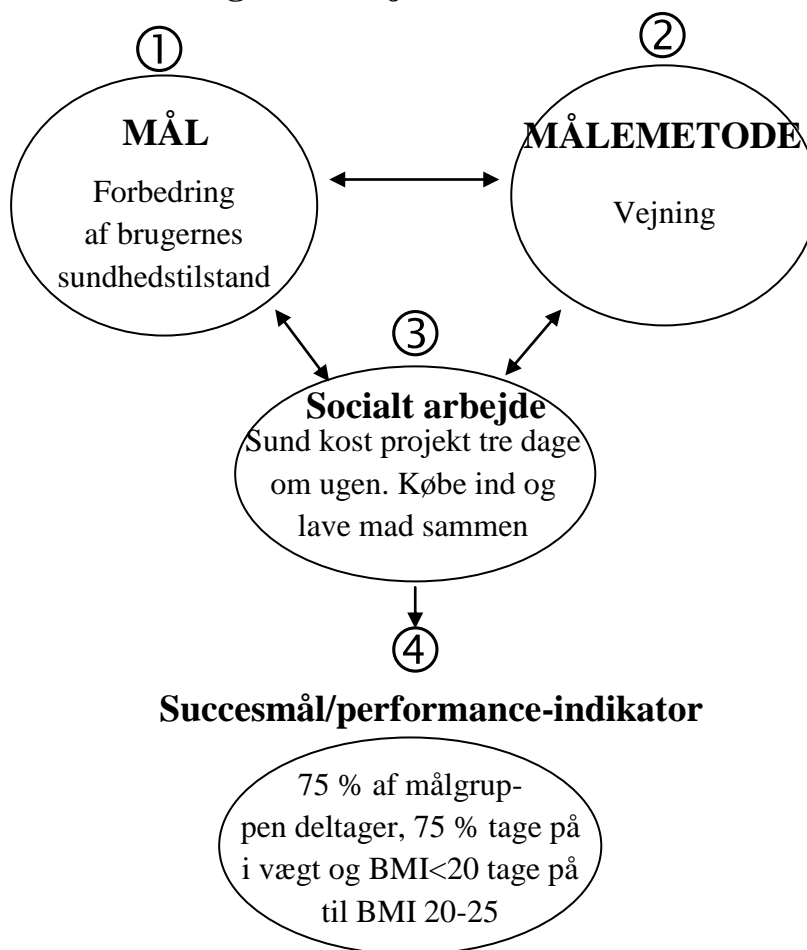 ①
MÅL
Forbedring
af brugernes
sundhedstilstand
②
MÅLEMETODE
Vejning
③
Socialt arbejde
Sund kost projekt tre dage
om ugen. Købe ind og
lave mad sammen
④
Succesmål/performance-indikator
75 % af målgrup-
pen deltager, 75 % tage på
i vægt og BMI<20 tage på
til BMI 20-25